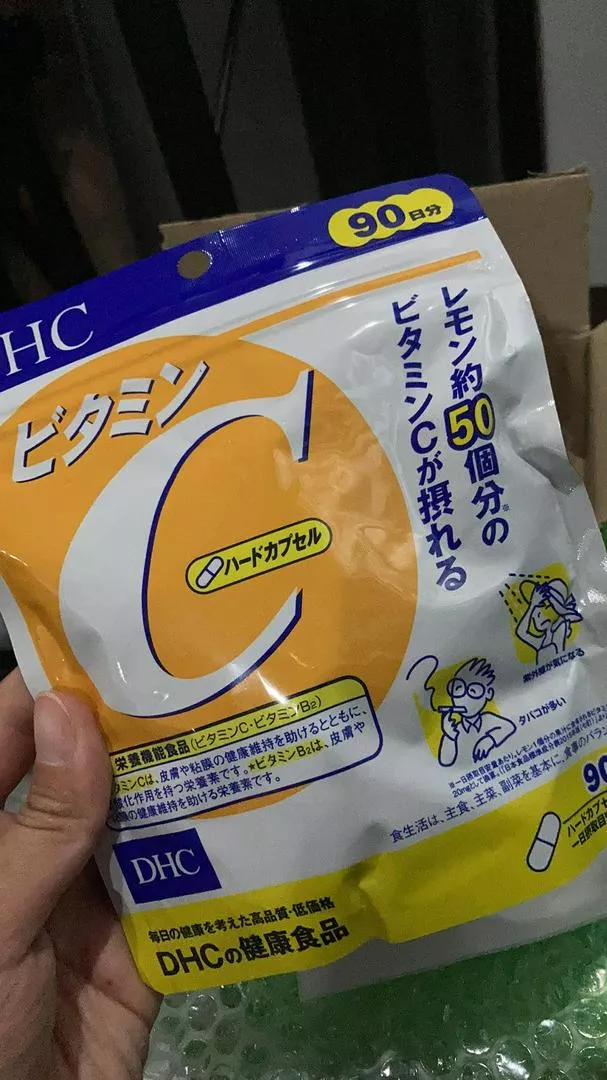 90日分
HC
ビタミン
C
ハードカプセル
レモン約50個分の※
ビタミンCが摂れる
紫外線が気になる
タバコが多い
栄養機能食品(ビタミンC・ビタミンB2)
タミンCは、皮膚や粘膜の健康維持を助けるとともに、
酸化作用を持つ栄養素です。*ビタミンB2は、皮膚や
の健康維持を助ける栄養素です。
食生活は、主食、主菜、副菜を基本に、食事のバラン
DHC
毎日の健康を考えた高品質・低価格
DHCの健康食品
90
ハードカプセ
一日摂取目